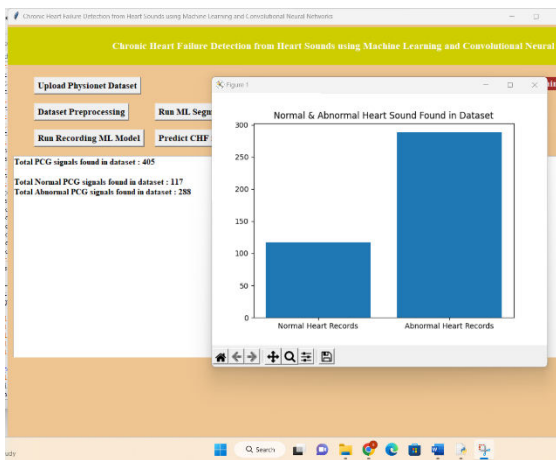 Chronic Heart Failure Detection from Heart Sounds using Machine Learning and Convolutional Neural Networks
Chronic Heart Failure Detection from Heart Sounds using Machine Learning and Convolutional Neural
Upload Physionet Dataset
Dataset Preprocessing
Run ML Segm
Run Recording ML Model
Predict CHF
Total PCG signals found in dataset : 405
Total Normal PCG signals found in dataset : 117
Total Abnormal PCG signals found in dataset : 288
Figure 1
Normal & Abnormal Heart Sound Found in Dataset
300
250
200
150
100
50
0
Normal Heart Records
Abnormal Heart Records
Search